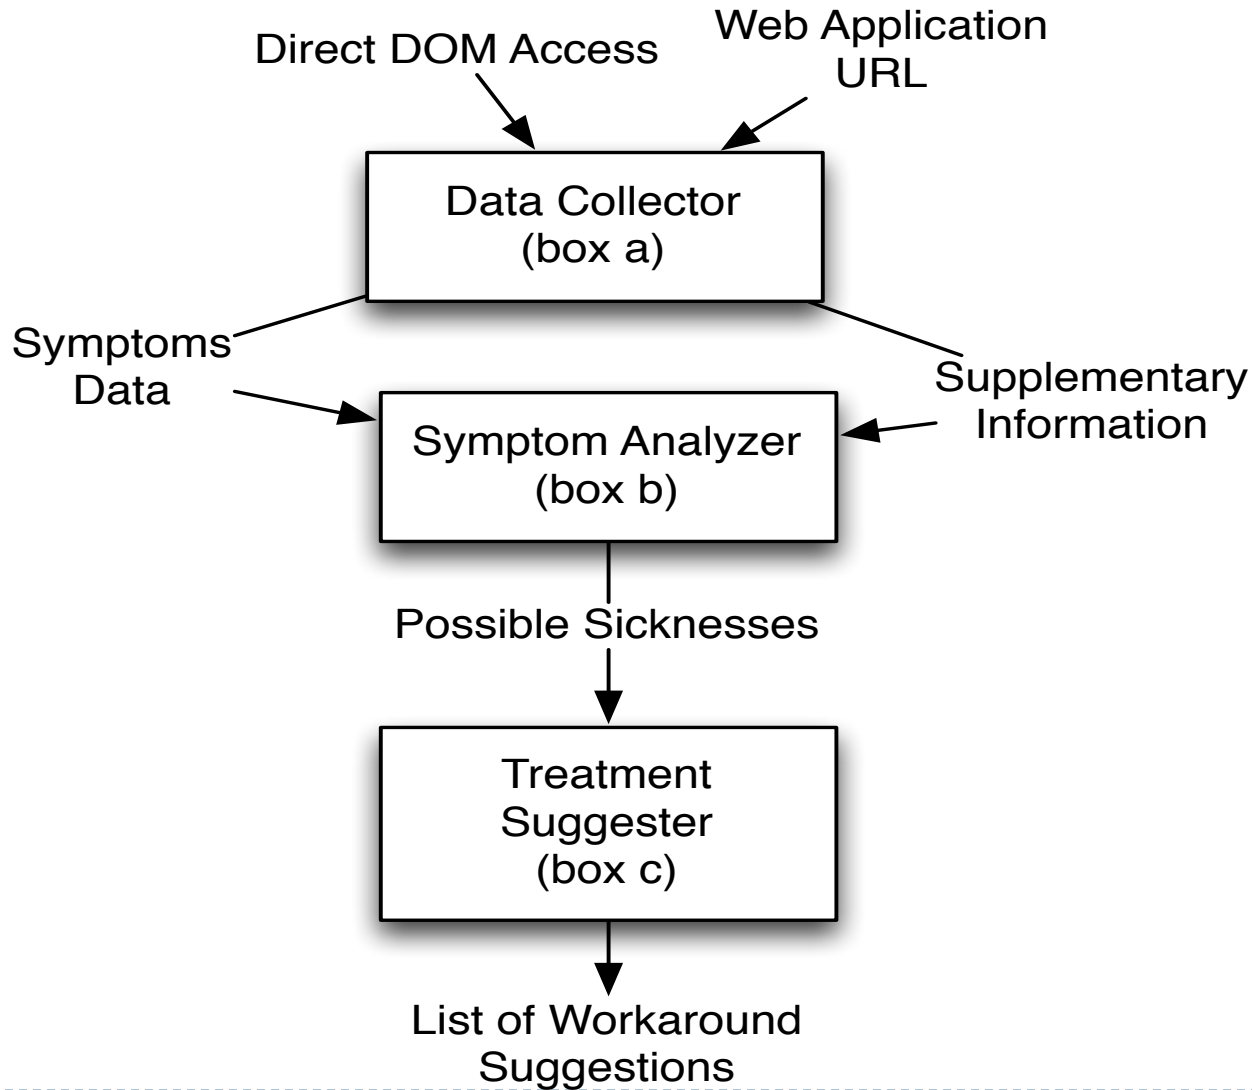 Direct DOM Access
Web Application
URL
Data Collector
(box a)
Symptoms
Data
Supplementary
Information
Symptom Analyzer
(box b)
Possible Sicknesses
Treatment
Suggester
(box c)
List of Workaround
Suggestions